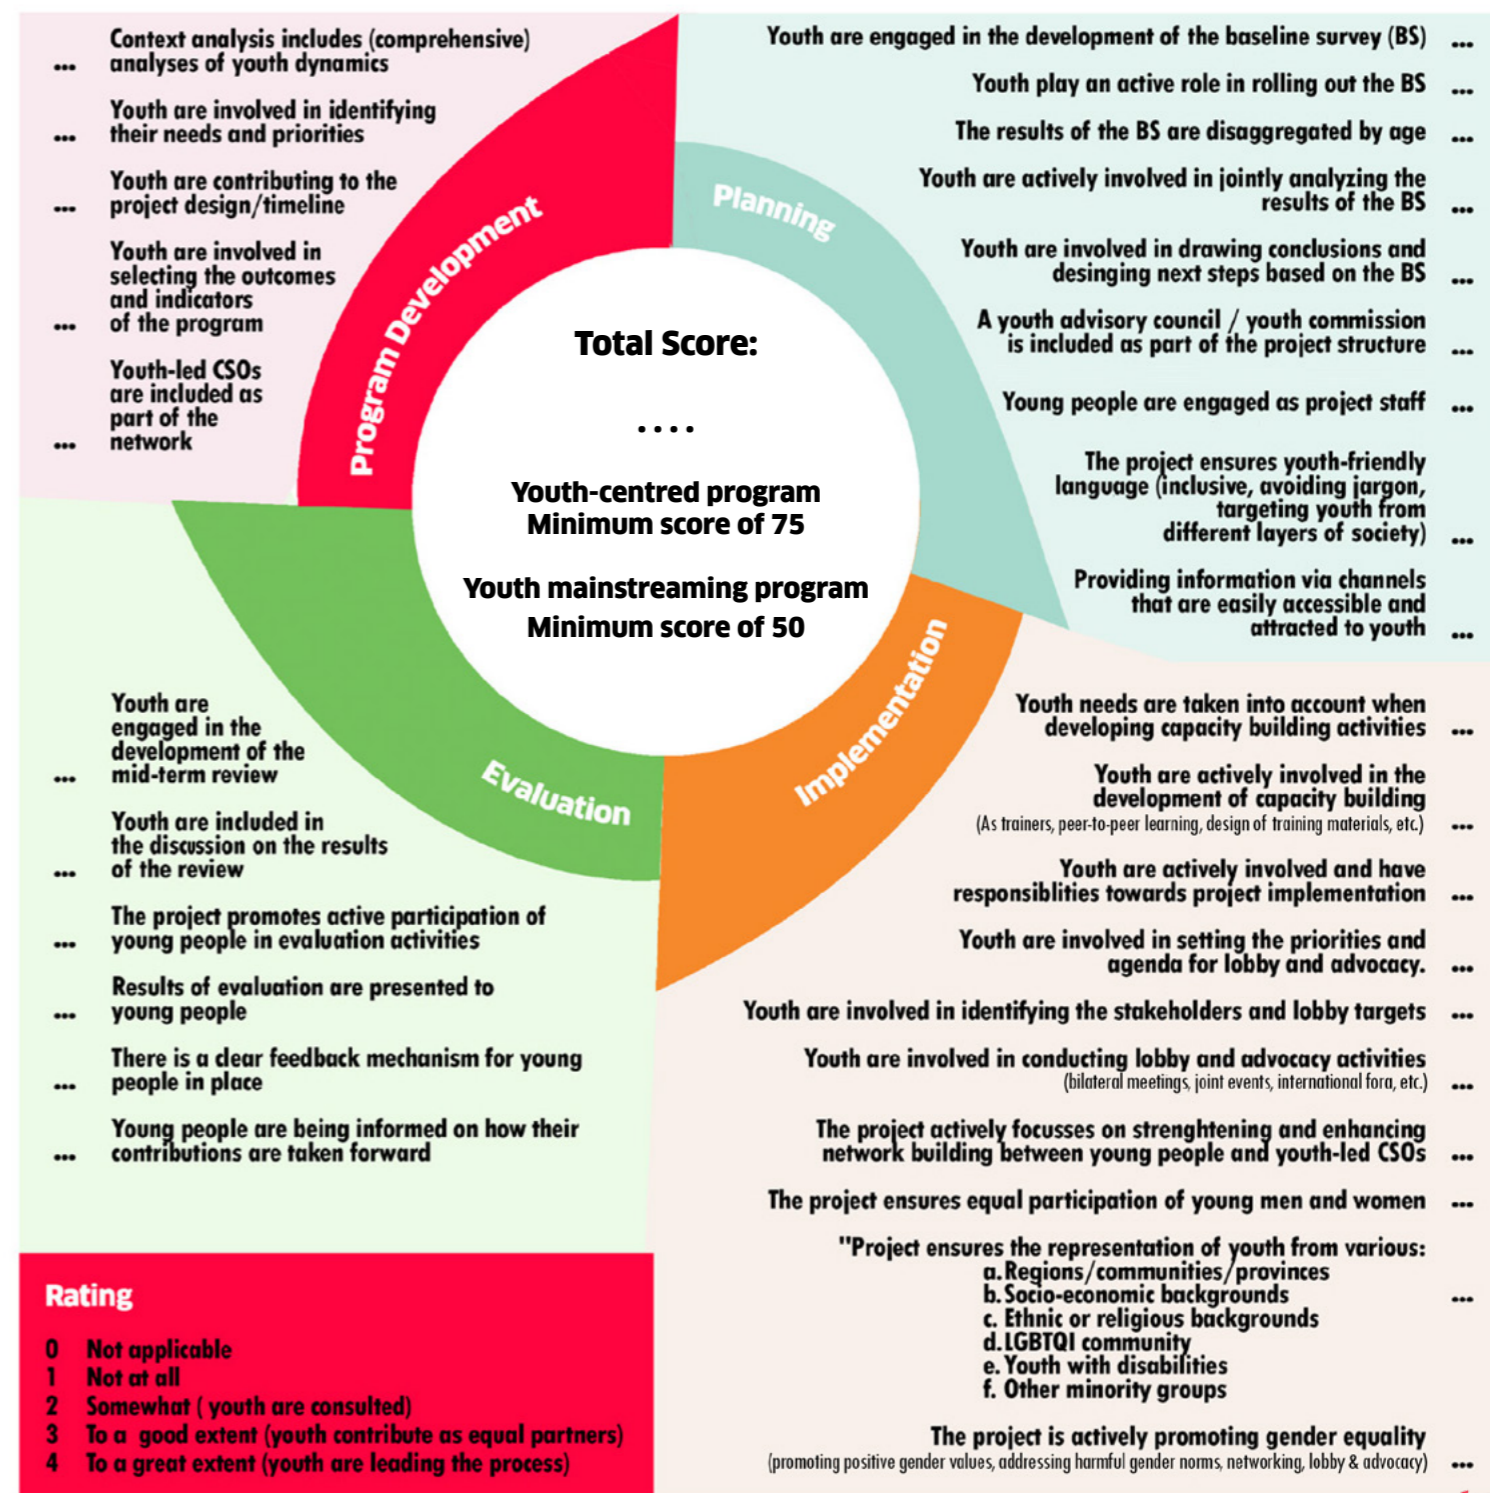 Context analysis includes (comprehensive)
... analyses of youth dynamics
Youth are involved in identifying
... their needs and priorities
Youth are contributing to the
... project design/timeline
Youth are involved in
selecting the outcomes
and indicators
... of the program
Youth-led CSOs
are included as
part of the
... network
Program Development
Youth are engaged in the development of the baseline survey (BS) ...
Youth play an active role in rolling out the BS ...
The results of the BS are disaggregated by age ...
Youth are actively involved in jointly analyzing the
results of the BS ...
Youth are involved in drawing conclusions and
desinging next steps based on the BS ...
A youth advisory council / youth commission
is included as part of the project structure ...
Young people are engaged as project staff ...
The project ensures youth-friendly
language (inclusive, avoiding jargon,
targeting youth from
different layers of society) ...
Providing information via channels
that are easily accessible and
attracted to youth ...
Planning
Total Score:
....
Youth-centred program
Minimum score of 75
Youth mainstreaming program
Minimum score of 50
Implementation
Youth needs are taken into account when
developing capacity building activities ...
Youth are actively involved in the
development of capacity building
(As trainers, peer-to-peer learning, design of training materials, etc.) ...
Youth are actively involved and have
responsiblities towards project implementation ...
Youth are involved in setting the priorities and
agenda for lobby and advocacy. ...
Youth are involved in identifying the stakeholders and lobby targets ...
Youth are involved in conducting lobby and advocacy activities
(bilateral meetings, joint events, international fora, etc.) ...
The project actively focusses on strenghtening and enhancing
network building between young people and youth-led CSOs ...
The project ensures equal participation of young men and women ...
"Project ensures the representation of youth from various:
a. Regions/communities/provinces
b. Socio-economic backgrounds ...
c. Ethnic or religious backgrounds
d. LGBTQI community
e. Youth with disabilities
f. Other minority groups
The project is actively promoting gender equality
(promoting positive gender values, addressing harmful gender norms, networking, lobby & advocacy) ...
Evaluation
Youth are
engaged in the
development of the
... mid-term review
Youth are included in
the discussion on the results
... of the review
The project promotes active participation of
... young people in evaluation activities
Results of evaluation are presented to
... young people
There is a clear feedback mechanism for young
... people in place
Young people are being informed on how their
... contributions are taken forward
Rating
0 Not applicable
1 Not at all
2 Somewhat ( youth are consulted)
3 To a good extent (youth contribute as equal partners)
4 To a great extent (youth are leading the process)